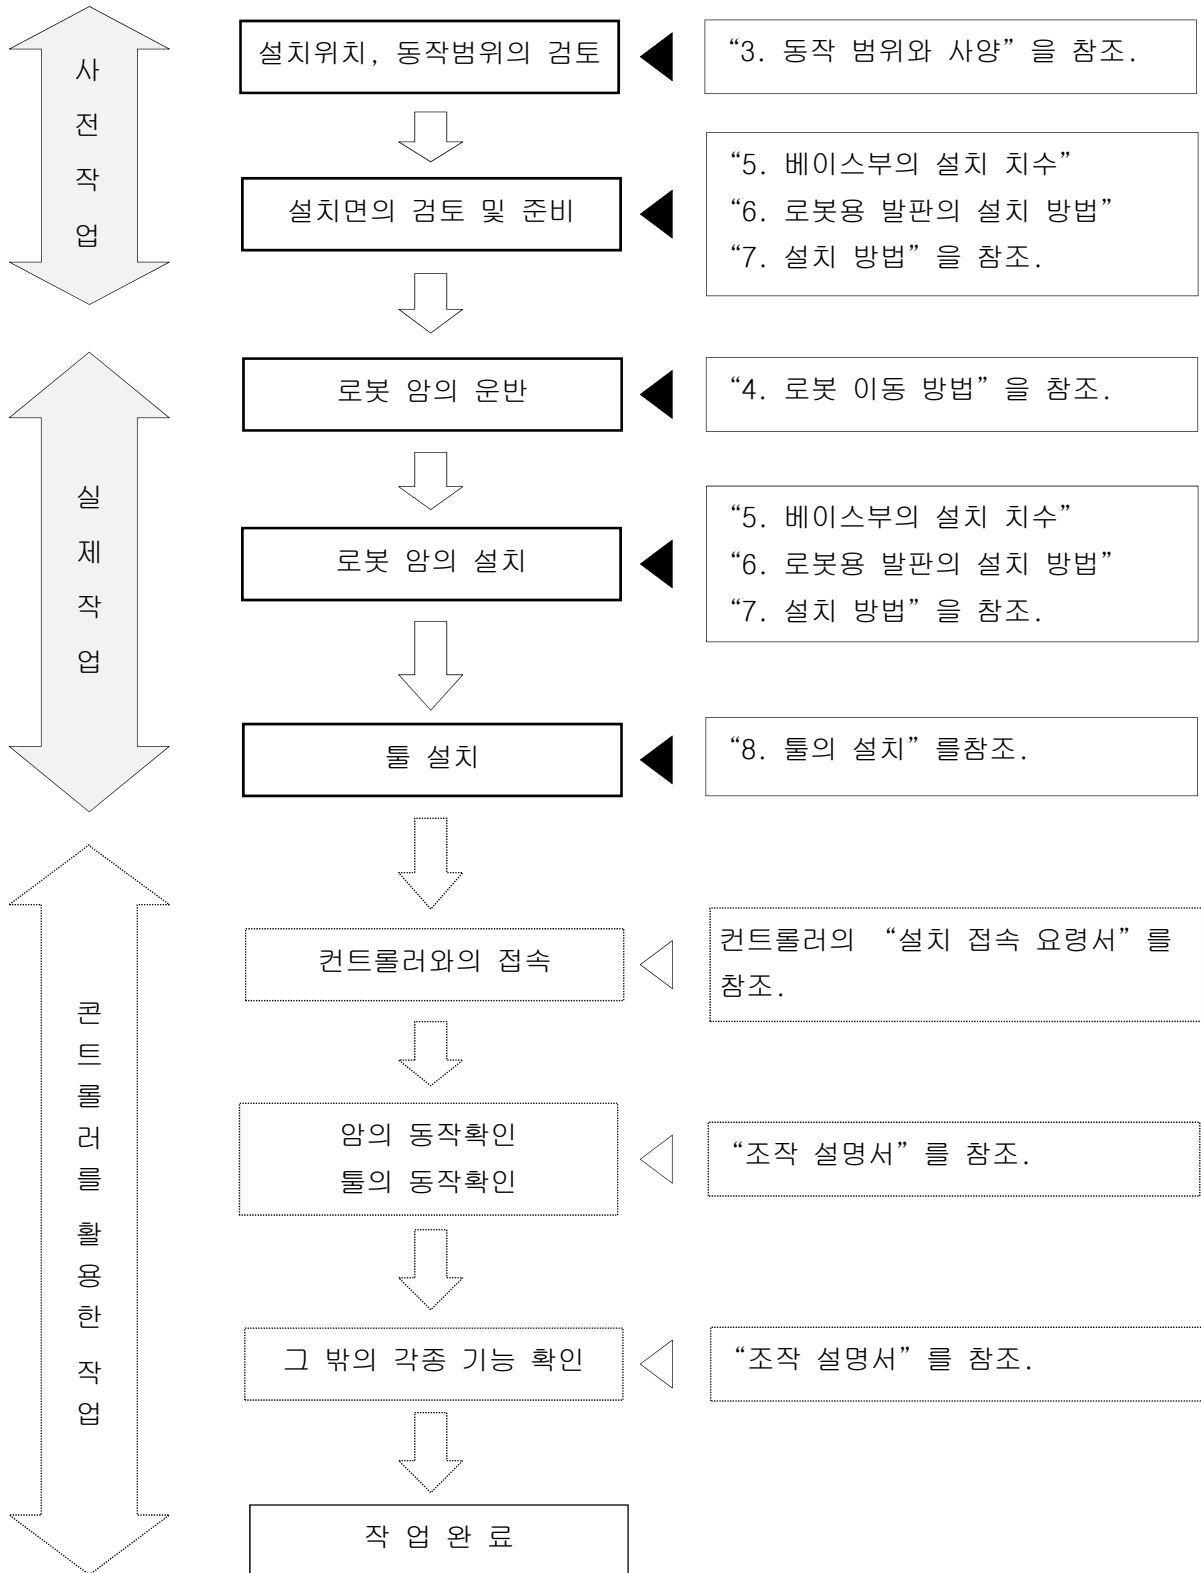 사전작업
설치위치, 동작범위의 검토
“3. 동작 범위와 사양”을 참조.
설치면의 검토 및 준비
“5. 베이스부의 설치 치수”
“6. 로봇용 발판의 설치 방법”
“7. 설치 방법”을 참조.
실제작업
로봇 암의 운반
“4. 로봇 이동 방법”을 참조.
로봇 암의 설치
“5. 베이스부의 설치 치수”
“6. 로봇용 발판의 설치 방법”
“7. 설치 방법”을 참조.
툴 설치
“8. 툴의 설치”를참조.
콘트롤러를 활용한 작업
컨트롤러와의 접속
컨트롤러의 “설치 접속 요령서”를
참조.
암의 동작확인
툴의 동작확인
“조작 설명서”를 참조.
그 밖의 각종 기능 확인
“조작 설명서”를 참조.
작 업 완 료